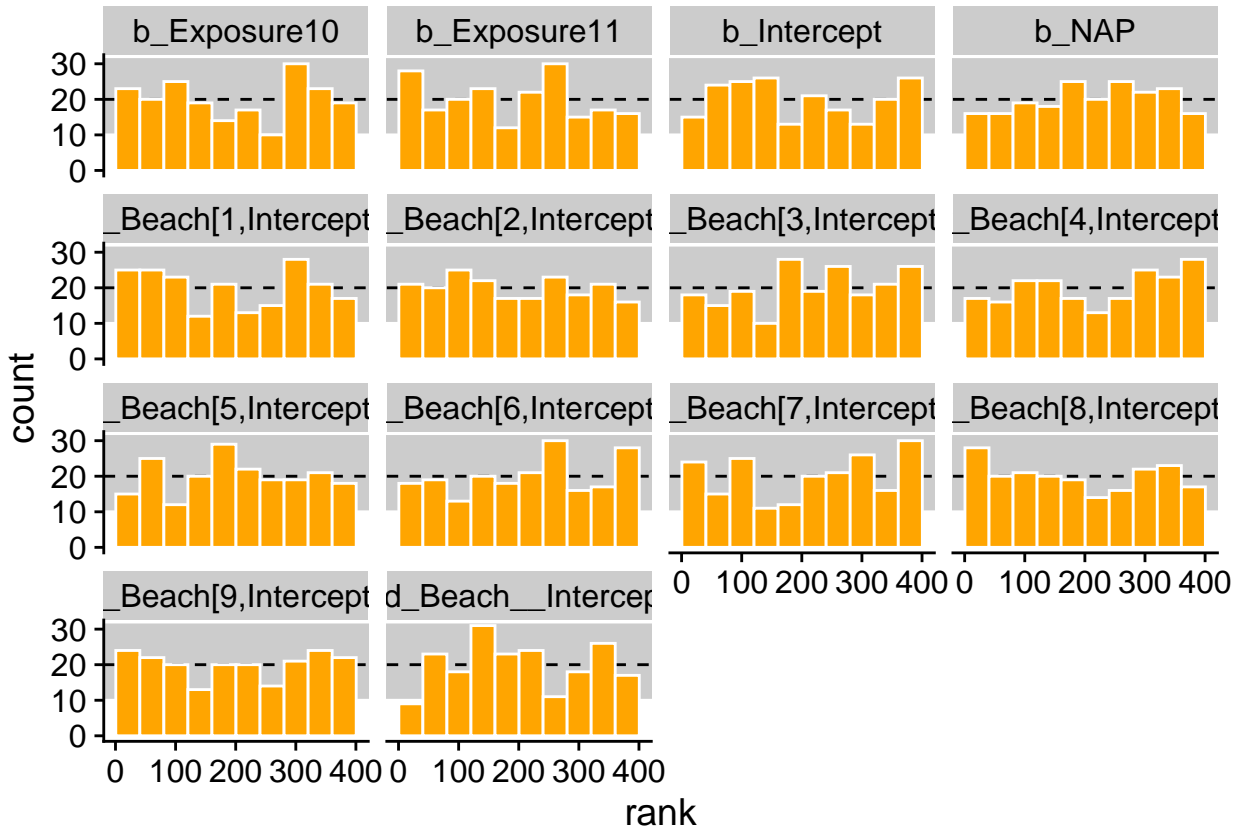 b_Exposure10 b_Exposure11 b_Intercept b_NAP
30
20
10
0
_Beach[1,Intercept _Beach[2,Intercept _Beach[3,Intercept _Beach[4,Intercept
30
20
10
0
count
_Beach[5,Intercept _Beach[6,Intercept _Beach[7,Intercept _Beach[8,Intercept
30
20
10
0
0 100 200 300 400 0 100 200 300 400
_Beach[9,Intercept d_Beach__Intercep
30
20
10
0
0 100 200 300 400 0 100 200 300 400
rank